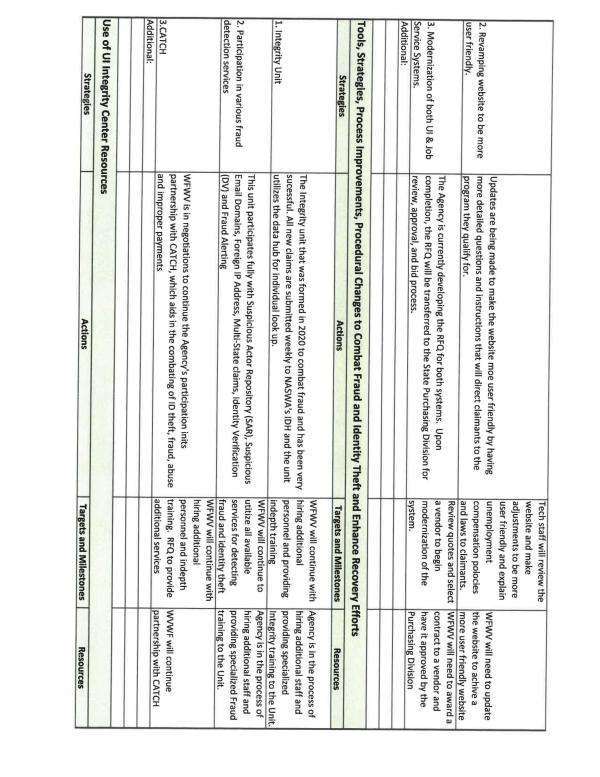 Tech staff will review the
website and make
adjustments to be more
user friendly and explain
unemployment
compensation policies
and laws to claimants.
2. Revamping website to be more
user friendly.
Updates are being made to make the website moe user friendly by having
more detailed questions and instructions that will direct claimants to the
program they qualify for.
WFWV will need to update
the website to achive a
more user friendly website
3. Modernization of both UI & Job
Service Systems.
The Agency is currently developing the RFQ for both systems. Upon
completion, the RFQ will be transferred to the State Purchasing Division for
review, approval, and bid process.
Review quotes and select
a vendor to begin
modernization of the
system.
WFWV will need to award a
contract to a vendor and
have it approved by the
Purchasing Division
Additional:
Tools, Strategies, Process Improvements, Procedural Changes to Combat Fraud and Identity Theft and Enhance Recovery Efforts
Strategies Actions Targets and Milestones Resources
1. Integrity Unit
The Integrity unit that was formed in 2020 to combat fraud and has been very
sucessful. All new claims are submitted weekly to NASWA's IDH and the unit
utilizes the data hub for individual look up.
WFWV will continue with
hiring additional
personnel and providing
indepth training
Agency is in the process of
hiring additional staff and
providing specialized
Integrity training to the Unit.
2. Participation in various fraud
detection services
This unit participates fully with Suspicious Actor Repository (SAR), Suspicious
Email Domains, Foreign IP Address, Multi-State claims, Identity Verification
(DV) and Fraud Alerting
WFWV will continue to
utitize all available
services for detecting
fraud and identity theft
Agency is in the process of
hiring additional staff and
providing specialized Fraud
training to the Unit.
3.CATCH
WFWV is in negotiations to continue the Agency's participation inits
partnership with CATCH, which aids in the combating of ID theft, fraud, abuse
and improper payments
WFWV will continue with
hiring additional
personnel and indepth
training. RFQ to provide
additional services
WVWF will continue
partnership with CATCH
Additional:
Use of UI Integrity Center Resources
Strategies Actions Targets and Milestones Resources